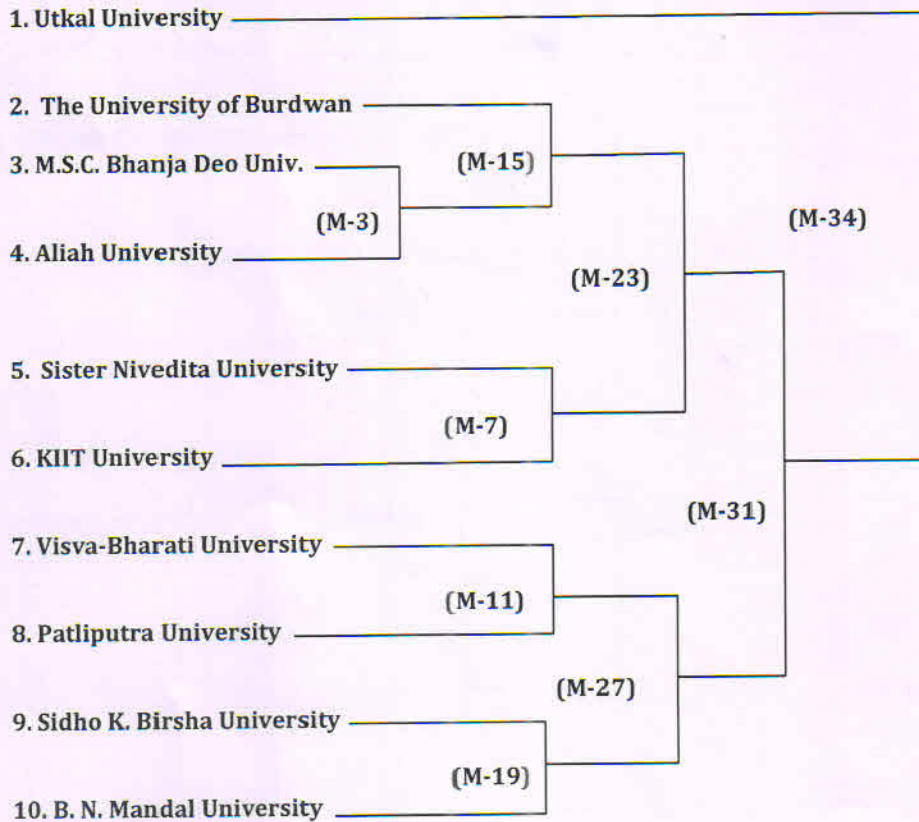 1. Utkal University
2. The University of Burdwan
3. M.S.C. Bhanja Deo Univ.
(M-15)
(M-3)
(M-34)
4. Aliah University
(M-23)
5. Sister Nivedita University
(M-7)
6. KIIT University
(M-31)
7. Visva-Bharati University
(M-11)
8. Patliputra University
(M-27)
9. Sidho K. Birsha University
(M-19)
10. B. N. Mandal University